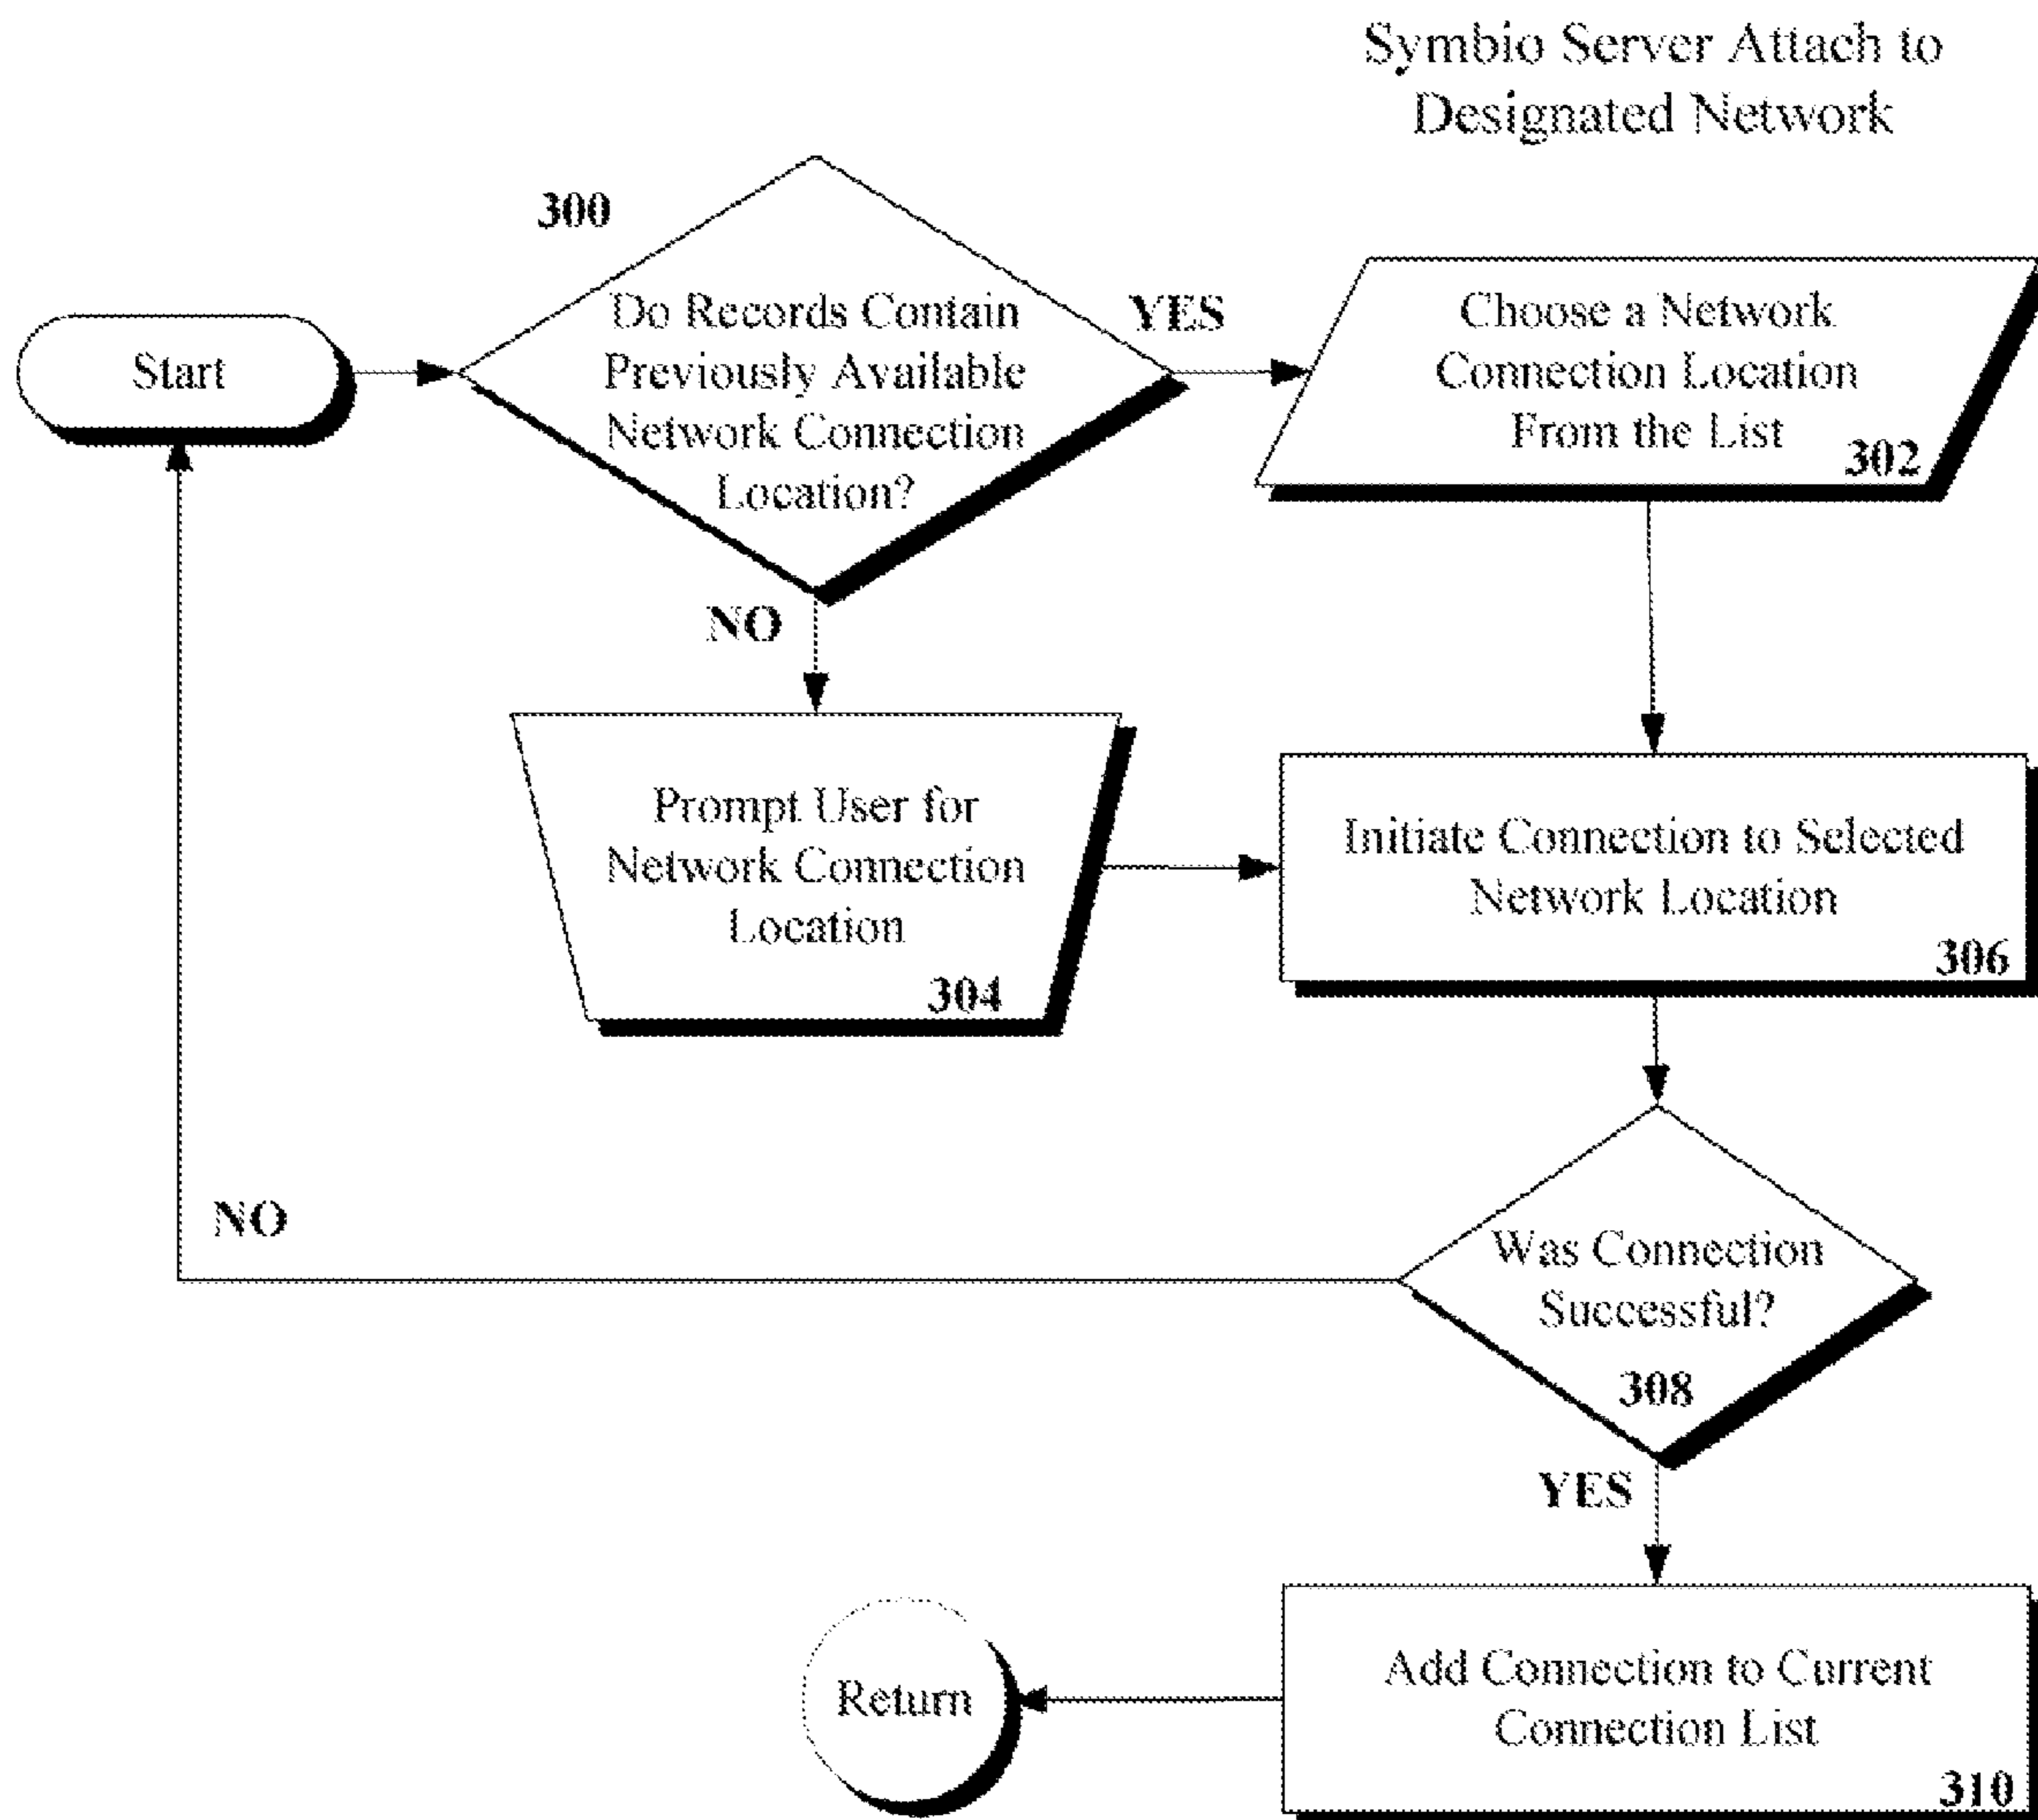 Symbio Server Attach to
Designated Network
300
Start
Do Records Contain
Previously Available
Network Connection
Location?
YES
Choose a Network
Connection Location
From the List
302
NO
Prompt User for
Network Connection
Location
304
Initiate Connection to Selected
Network Location
306
NO
Was Connection
Successful?
308
YES
Add Connection to Current
Connection List
310
Return